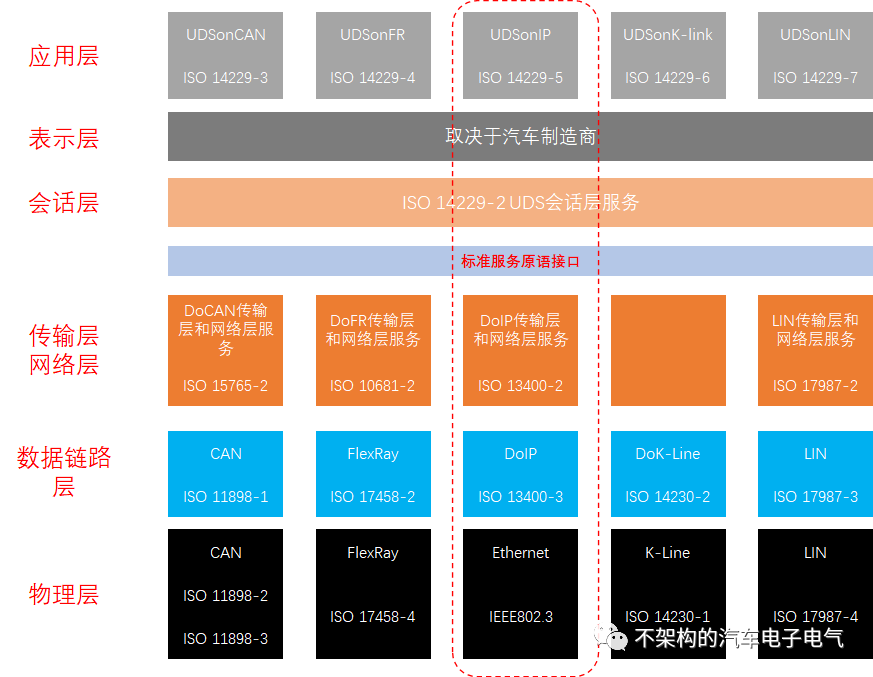 应用层
UDSonCAN
ISO 14229-3
UDSonFR
ISO 14229-4
UDSonIP
ISO 14229-5
UDSonK-link
ISO 14229-6
UDSonLIN
ISO 14229-7
表示层
取决于汽车制造商
会话层
ISO 14229-2 UDS会话层服务
标准服务原语接口
传输层
网络层
DoCAN传输
层和网络层服
务
ISO 15765-2
DoFR传输层
和网络层服务
ISO 10681-2
DoIP传输层
和网络层服务
ISO 13400-2
LIN传输层和
网络层服务
ISO 17987-2
数据链路
层
CAN
ISO 11898-1
FlexRay
ISO 17458-2
DoIP
ISO 13400-3
DoK-Line
ISO 14230-2
LIN
ISO 17987-3
物理层
CAN
ISO 11898-2
ISO 11898-3
FlexRay
ISO 17458-4
Ethernet
IEEE802.3
K-Line
ISO 14230-1
LIN
ISO 17987-4
不架构的汽车电子电气